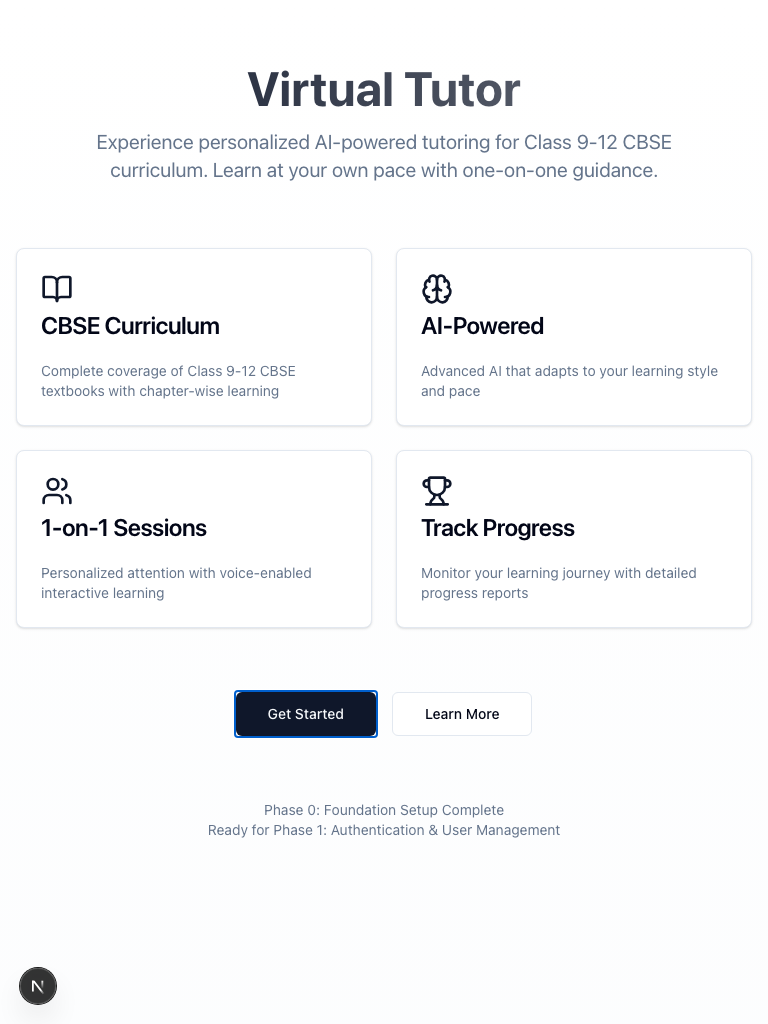 Virtual Tutor
Experience personalized AI-powered tutoring for Class 9-12 CBSE
curriculum. Learn at your own pace with one-on-one guidance.
CBSE Curriculum
Complete coverage of Class 9-12 CBSE
textbooks with chapter-wise learning
AI-Powered
Advanced AI that adapts to your learning style
and pace
1-on-1 Sessions
Personalized attention with voice-enabled
interactive learning
Track Progress
Monitor your learning journey with detailed
progress reports
Get Started
Learn More
Phase 0: Foundation Setup Complete
Ready for Phase 1: Authentication & User Management
N